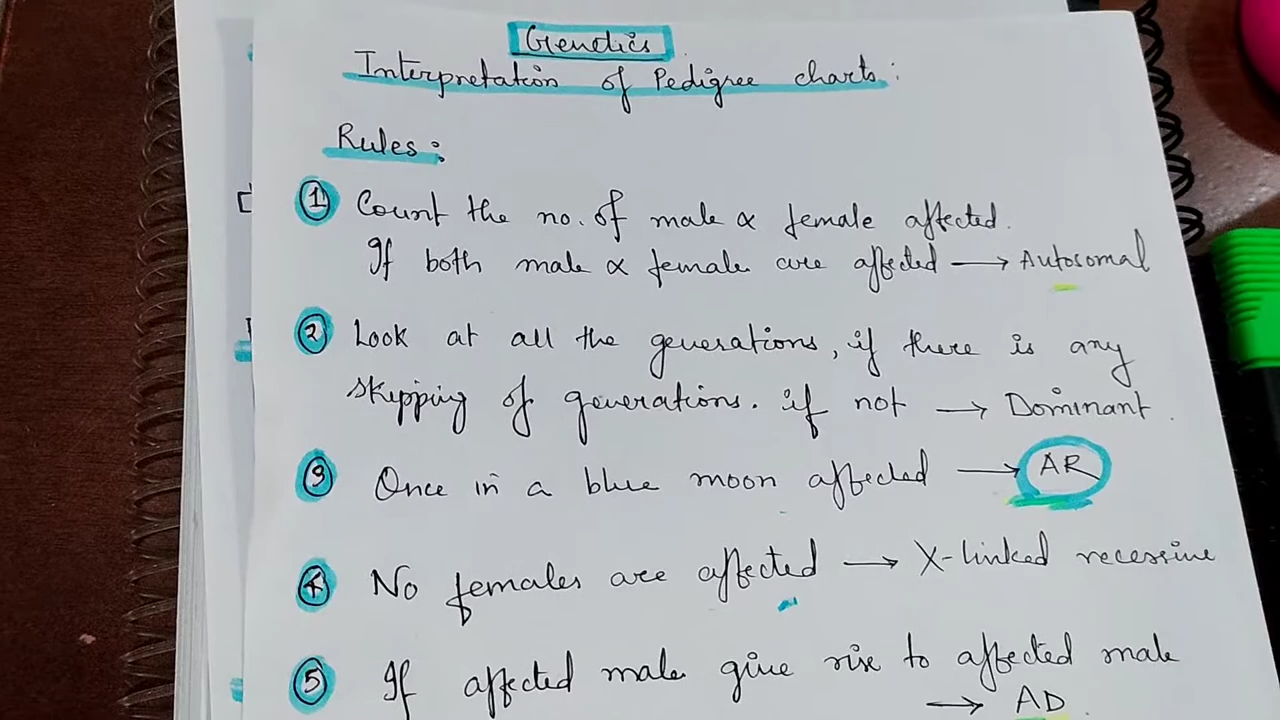 Genetics
Interpretation of Pedigree charts:
Rules:
① Count the no. of male & female affected.
If both male & female are affected → Autosomal
② Look at all the generations, if there is any
skipping of generations. if not → Dominant.
③ Once in a blue moon affected → AR
④ No females are affected → X-linked recessive
⑤ If affected male give rise to affected male
→ AD